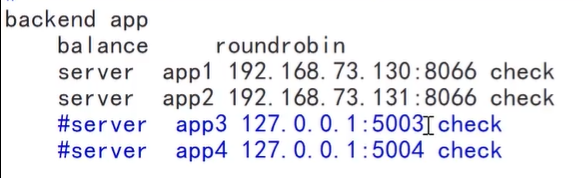 backend app
balance roundrobin
server app1 192.168.73.130:8066 check
server app2 192.168.73.131:8066 check
#server app3 127.0.0.1:5003 check
#server app4 127.0.0.1:5004 check